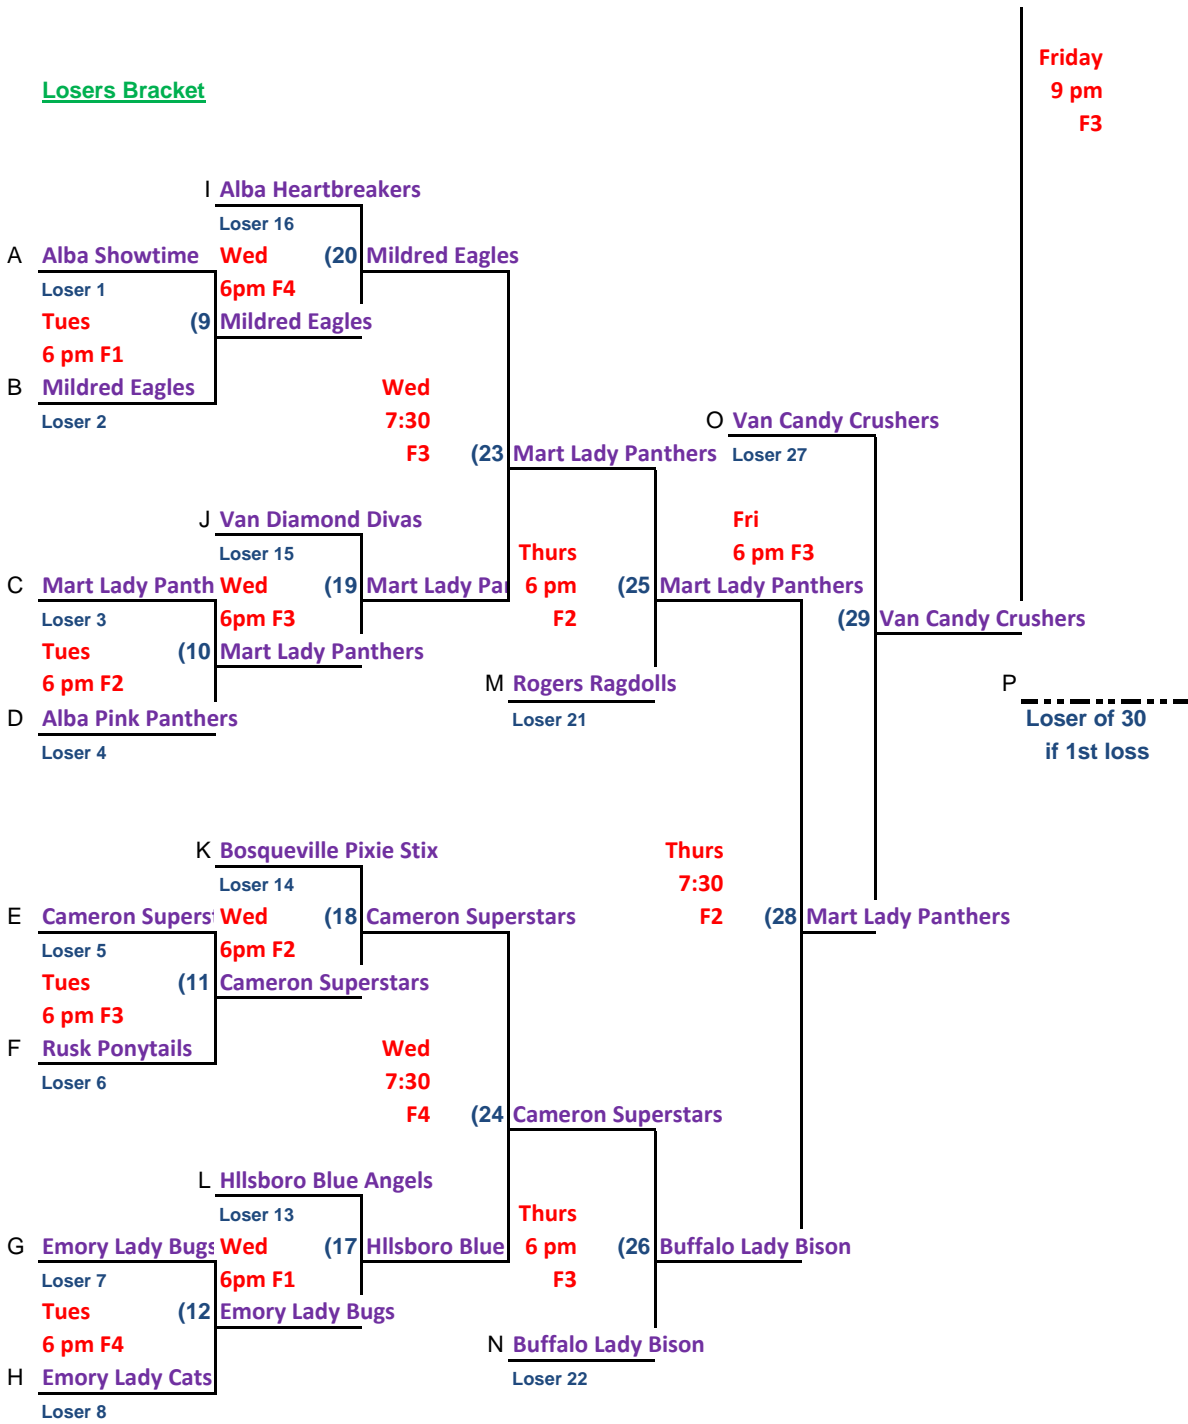 Friday
9 pm
F3
Losers Bracket
I Alba Heartbreakers
Loser 16
A Alba Showtime Wed (20 Mildred Eagles
Loser 1 6pm F4
Tues (9 Mildred Eagles
6 pm F1
B Mildred Eagles Wed
Loser 2 7:30 O Van Candy Crushers
F3 (23 Mart Lady Panthers Loser 27
J Van Diamond Divas Fri
Loser 15 Thurs 6 pm F3
C Mart Lady Panth Wed (19 Mart Lady Par 6 pm (25 Mart Lady Panthers
Loser 3 6pm F3 F2 (29 Van Candy Crushers
Tues (10 Mart Lady Panthers
6 pm F2 M Rogers Ragdolls P
D Alba Pink Panthers Loser 21 Loser of 30
Loser 4 if 1st loss
K Bosqueville Pixie Stix Thurs
Loser 14 7:30
E Cameron Superst Wed (18 Cameron Superstars F2 (28 Mart Lady Panthers
Loser 5 6pm F2
Tues (11 Cameron Superstars
6 pm F3
F Rusk Ponytails Wed
Loser 6 7:30
F4 (24 Cameron Superstars
L Hllsboro Blue Angels
Loser 13 Thurs
G Emory Lady Bugs Wed (17 Hllsboro Blue 6 pm (26 Buffalo Lady Bison
Loser 7 6pm F1 F3
Tues (12 Emory Lady Bugs
6 pm F4 N Buffalo Lady Bison
H Emory Lady Cats Loser 22
Loser 8